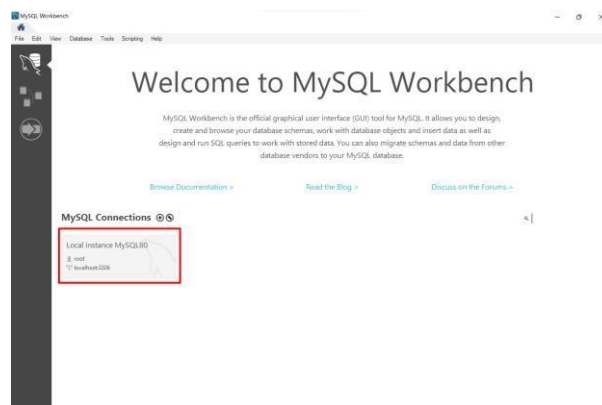 MySQL Workbench
File Edit View Database Tools Scripting Help
Welcome to MySQL Workbench
MySQL Workbench is the official graphical user interface (GUI) tool for MySQL. It allows you to design,
create and browse your database schemas, work with database objects and insert data as well as
design and run SQL queries to work with stored data. You can also migrate schemas and data from other
database vendors to your MySQL database.
Browse Documentation >
Read the Blog >
Discuss on the Forums >
MySQL Connections
Local instance MySQL80
root
localhost:3306